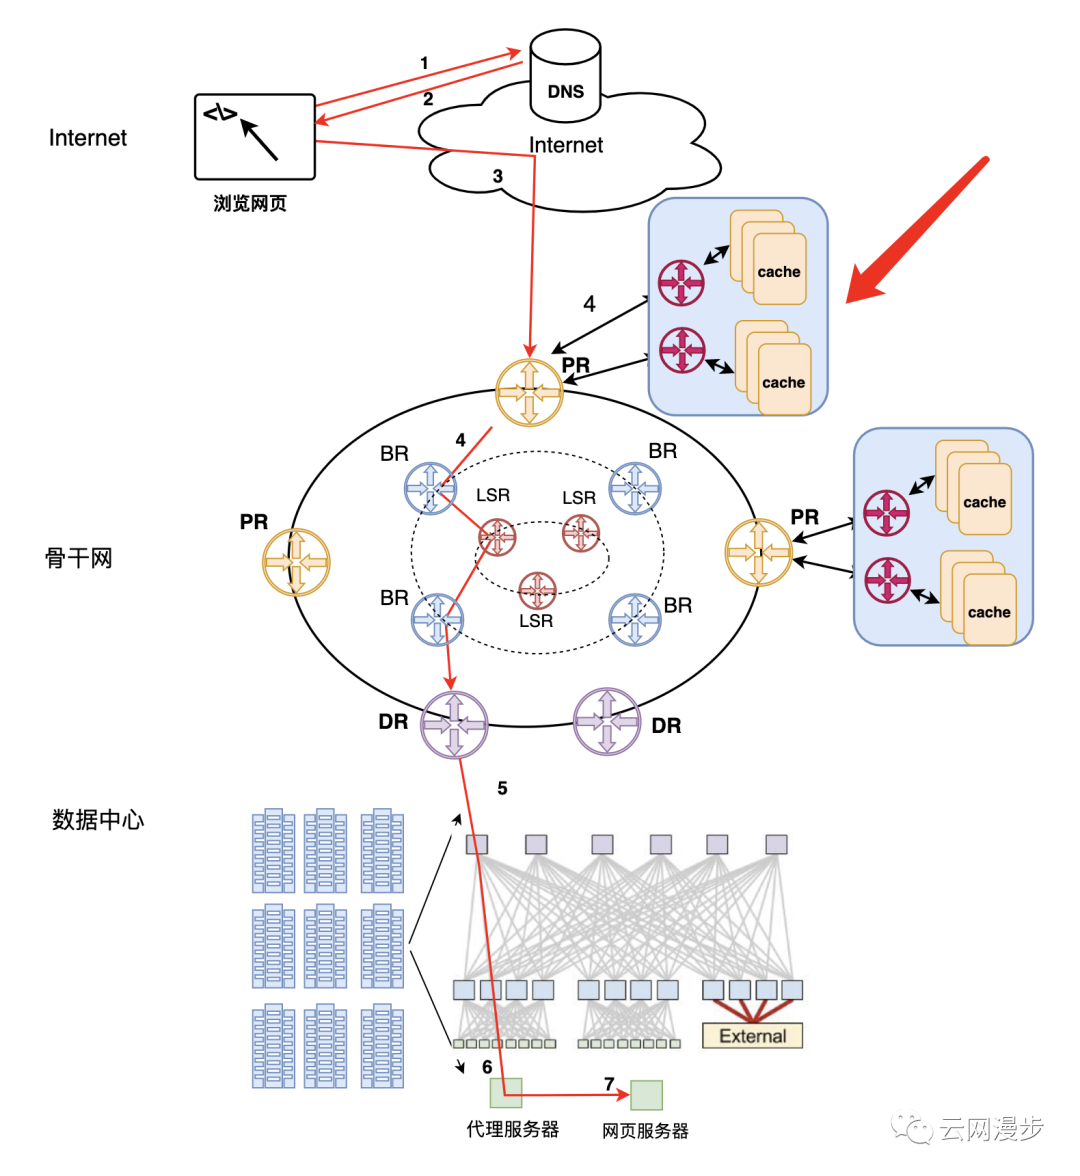 1
DNS
2
</>
Internet
Internet
3
浏览网页
cache
4
PR
cache
4
BR
BR
LSR
LSR
cache
PR
PR
骨干网
BR
BR
cache
LSR
DR
DR
5
数据中心
External
6
7
代理服务器
网页服务器
云网漫步